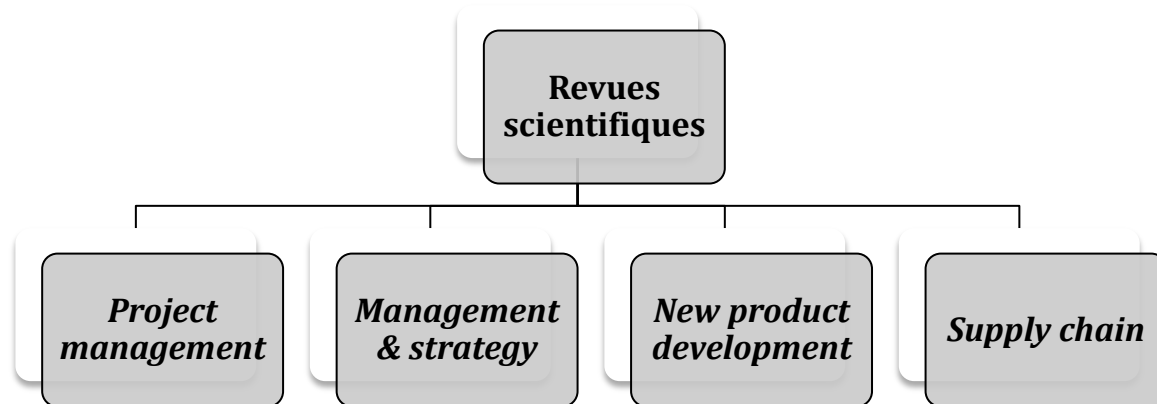 Revues
scientifiques
Project
management
Management
& strategy
New product
development
Supply chain